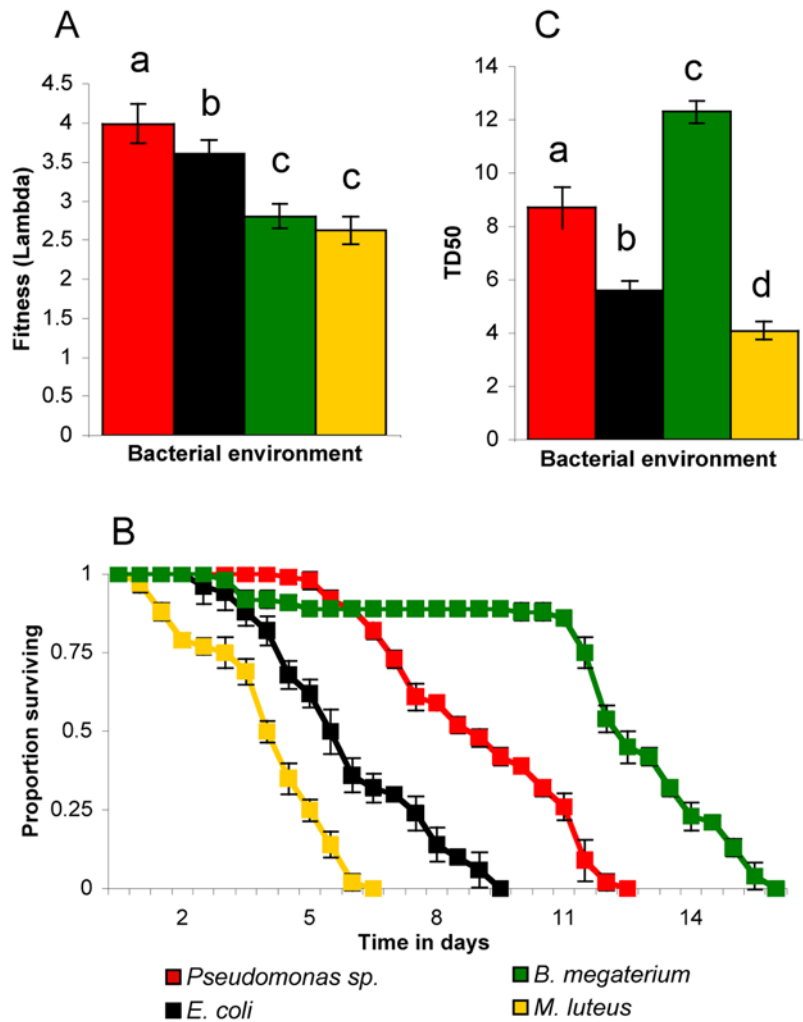 A
a
b
c
c
4.5
4
3.5
3
2.5
2
1.5
1
0.5
0
Fitness (Lambda)
Bacterial environment
C
c
a
b
d
14
12
10
8
6
4
2
0
TD50
Bacterial environment
B
1
0.75
0.5
0.25
0
Proportion surviving
2 5 8 11 14
Time in days
Pseudomonas sp.
B. megaterium
E. coli
M. luteus